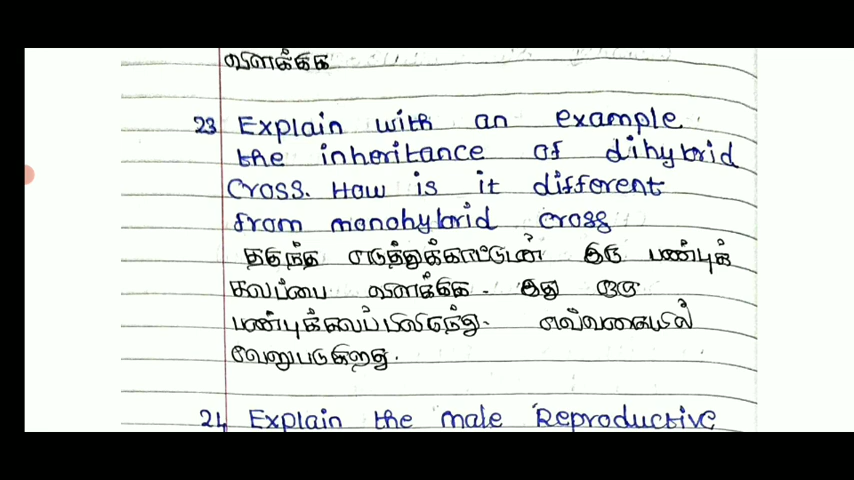 விளக்குக
23 Explain with an example
the inheritance of dihybrid
Cross. How is it different
from monohybrid cross
தகுந்த எடுத்துக்காட்டுடன் இரு பண்புக்
கலப்பை விளக்குக. இது ஒரு
பண்புக்கலப்பிலிருந்து. எவ்வகையில்
வேறுபடுகிறது.
24 Explain the male Reproductive